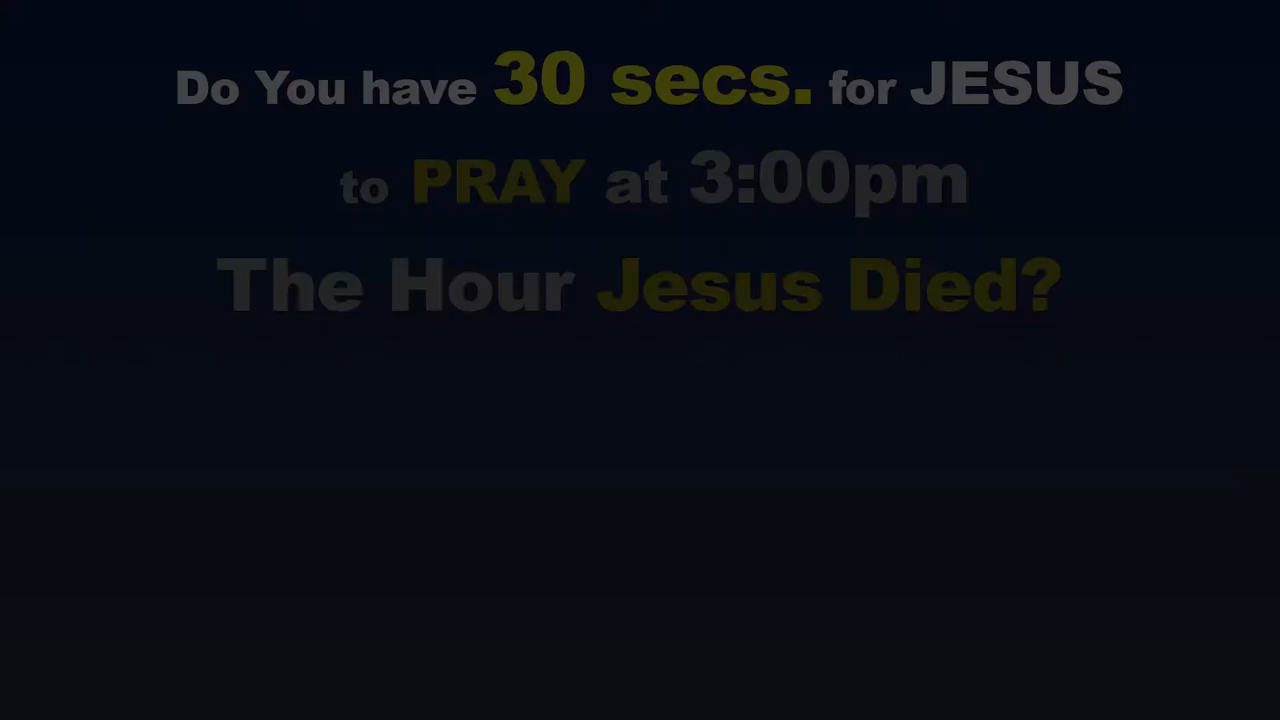 Do You have 30 secs. for JESUS
to PRAY at 3:00pm
The Hour Jesus Died?